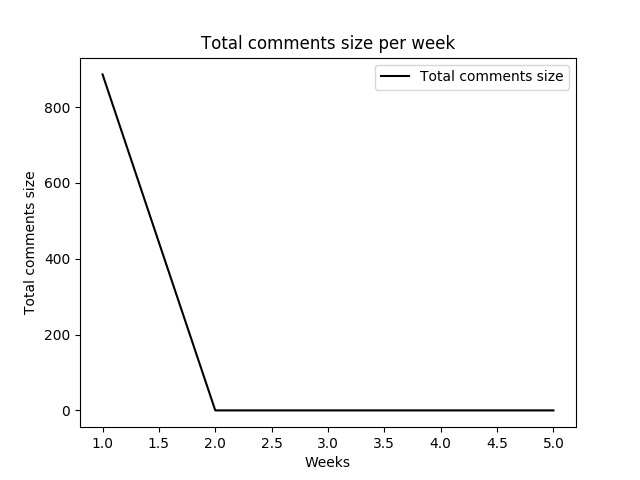 Total comments size per week
Total comments size
800
600
400
200
0
Total comments size
1.0 1.5 2.0 2.5 3.0 3.5 4.0 4.5 5.0
Weeks